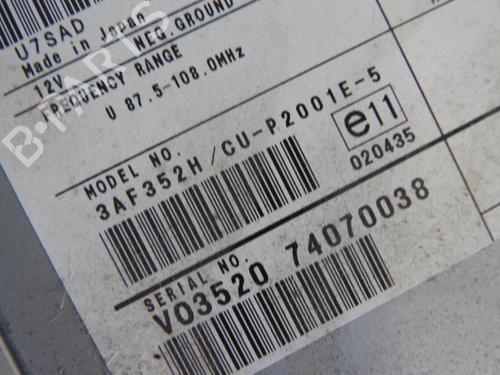 U7SAD
Made in Japan
12V NEG.GROUND
FREQUENCY RANGE
U 87.5-108.0MHz
MODEL NO.
3AF352H/CU-P2001E-5
e11
020435
SERIAL NO.
VO3520 74070038
B-PARTS